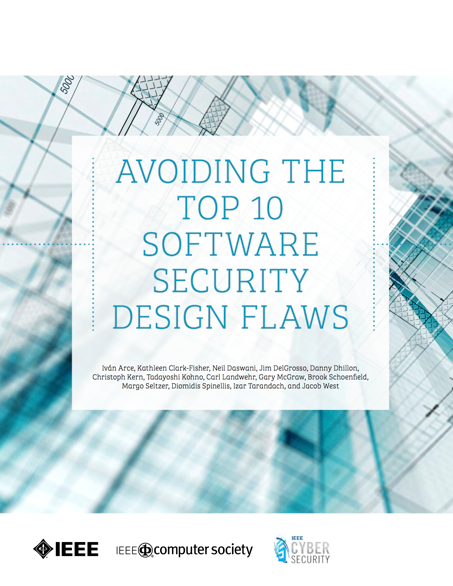 5000
5000
AVOIDING THE
TOP 10
SOFTWARE
SECURITY
DESIGN FLAWS
Iván Arce, Kathleen Clark-Fisher, Neil Daswani, Jim DelGrosso, Danny Dhillon,
Christoph Kern, Tadayoshi Kohno, Carl Landwehr, Gary McGraw, Brook Schoenfield,
Margo Seltzer, Diomidis Spinellis, Izar Tarandach, and Jacob West
IEEE
IEEE computer society
IEEE
CYBER
SECURITY